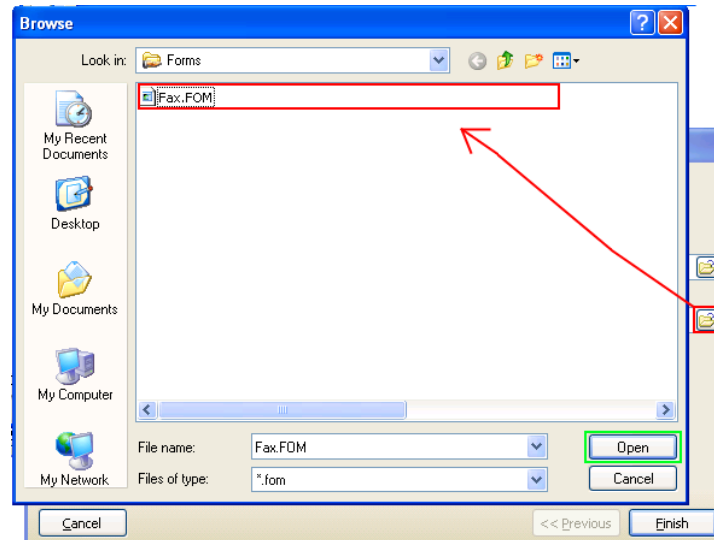 Browse
Look in: Forms
Fax.FOM
My Recent
Documents
Desktop
My Documents
My Computer
My Network
File name: Fax.FOM Open
Files of type: *.fom Cancel
Cancel << Previous Finish